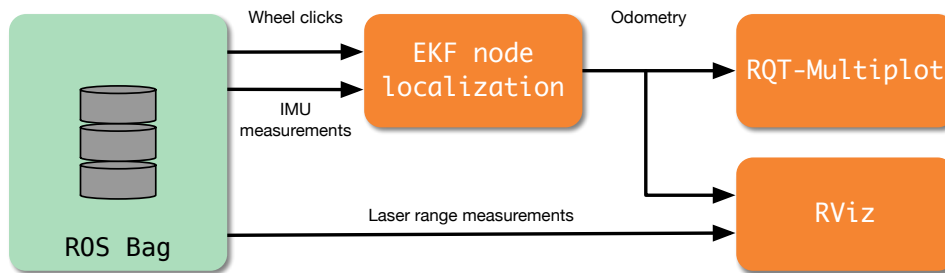 Wheel clicks
Odometry
EKF node
localization
RQT-Multiplot
IMU
measurements
Laser range measurements
RViz
ROS Bag